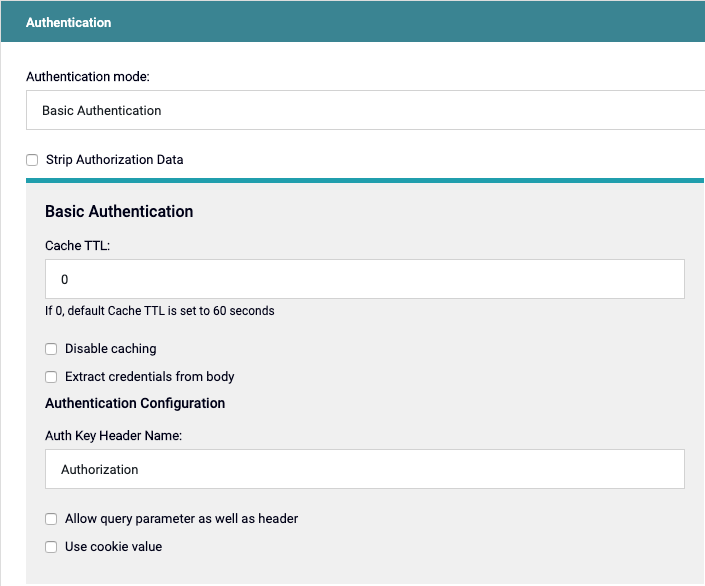 Authentication
Authentication mode:
Basic Authentication
Strip Authorization Data
Basic Authentication
Cache TTL:
0
If 0, default Cache TTL is set to 60 seconds
Disable caching
Extract credentials from body
Authentication Configuration
Auth Key Header Name:
Authorization
Allow query parameter as well as header
Use cookie value